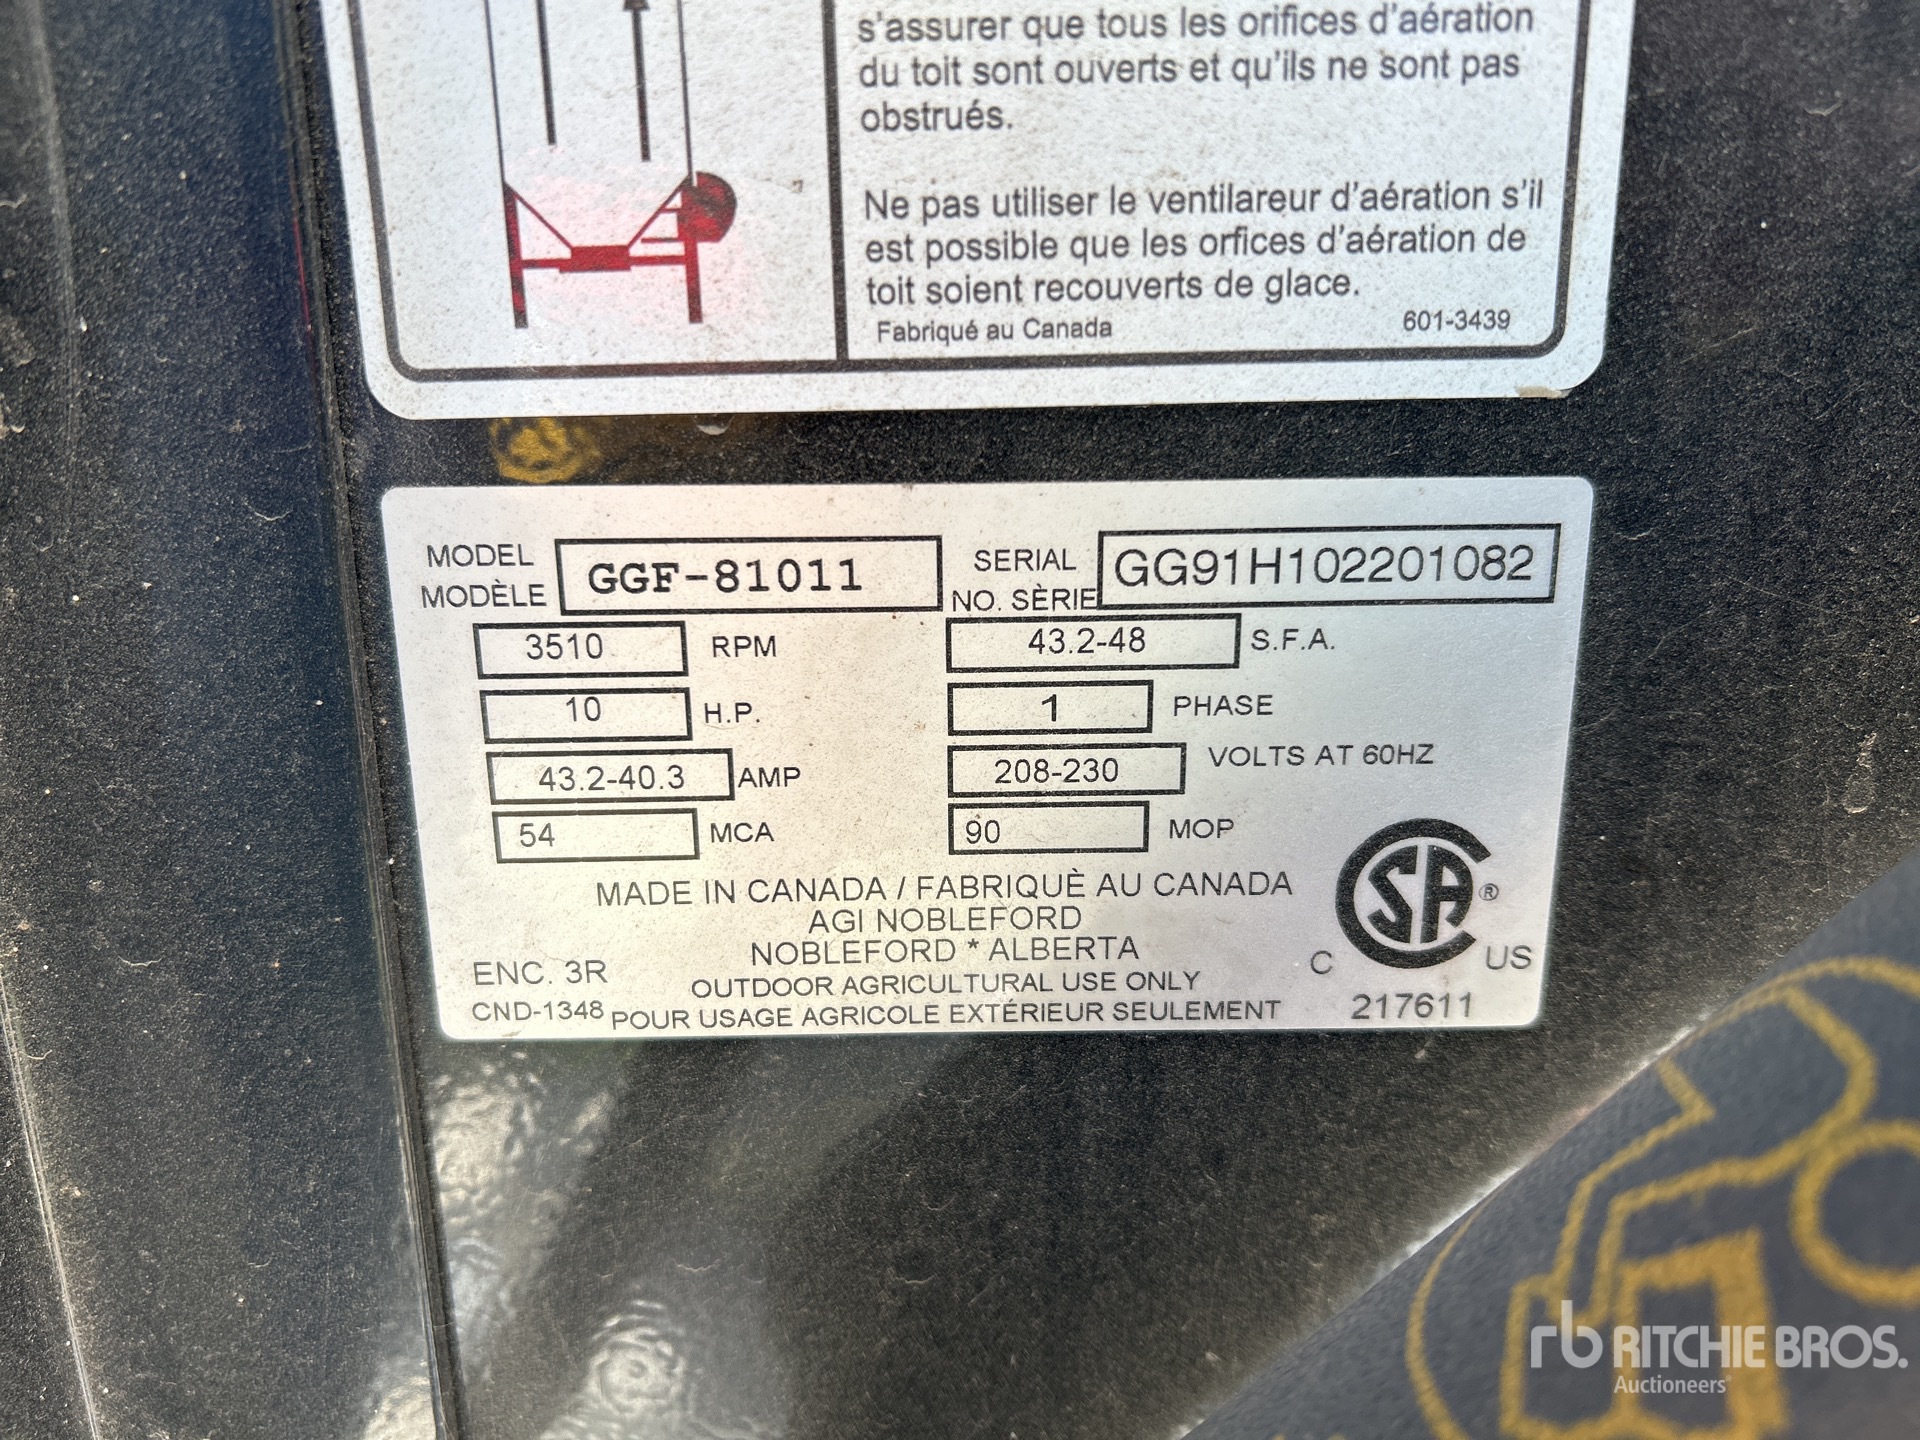 s'assurer que tous les orifices d'aération
du toit sont ouverts et qu'ils ne sont pas
obstrués.
Ne pas utiliser le ventilareur d'aération s'il
est possible que les orfices d'aération de
toit soient recouverts de glace.
Fabriqué au Canada
601-3439
MODEL
MODÈLE
GGF-81011
SERIAL
NO. SÈRIE
GG91H102201082
3510 RPM
43.2-48 S.F.A.
10 H.P.
1 PHASE
43.2-40.3 AMP
208-230 VOLTS AT 60HZ
54 MCA
90 MOP
MADE IN CANADA / FABRIQUÈ AU CANADA
AGI NOBLEFORD
NOBLEFORD * ALBERTA
ENC. 3R
OUTDOOR AGRICULTURAL USE ONLY
CND-1348
POUR USAGE AGRICOLE EXTÉRIEUR SEULEMENT
C SA ® US
217611
rb RITCHIE BROS.
Auctioneers